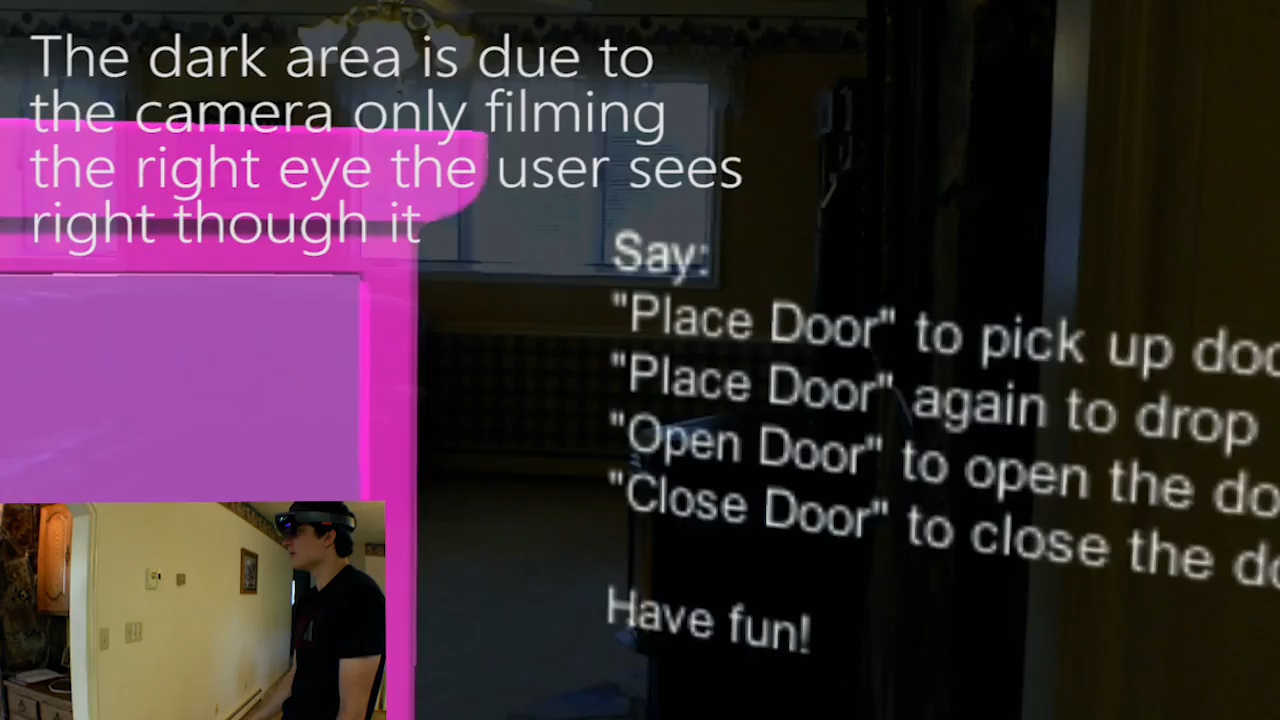 The dark area is due to
the camera only filming
the right eye the user sees
right though it
Say:
"Place Door" to pick up
"Place Door" again to drop
"Open Door" to open the
"Close Door" to close the
Have fun!